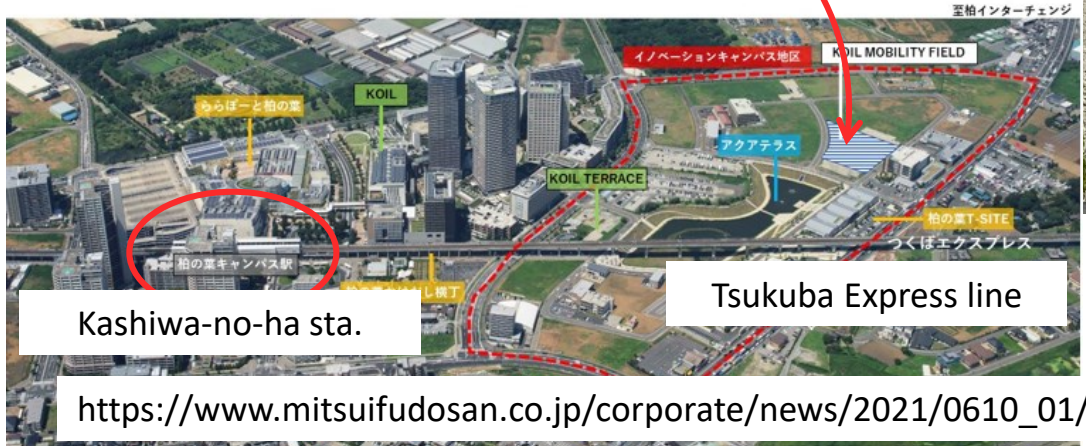 至柏インターチェンジ
イノベーションキャンパス地区
KOIL MOBILITY FIELD
KOIL
ららぽーと柏の葉
アクアテラス
KOIL TERRACE
柏の葉T-SITE
つくばエクスプレス
柏の葉キャンパス駅
し横丁
Tsukuba Express line
Kashiwa-no-ha sta.
https://www.mitsuifudosan.co.jp/corporate/news/2021/0610_01/